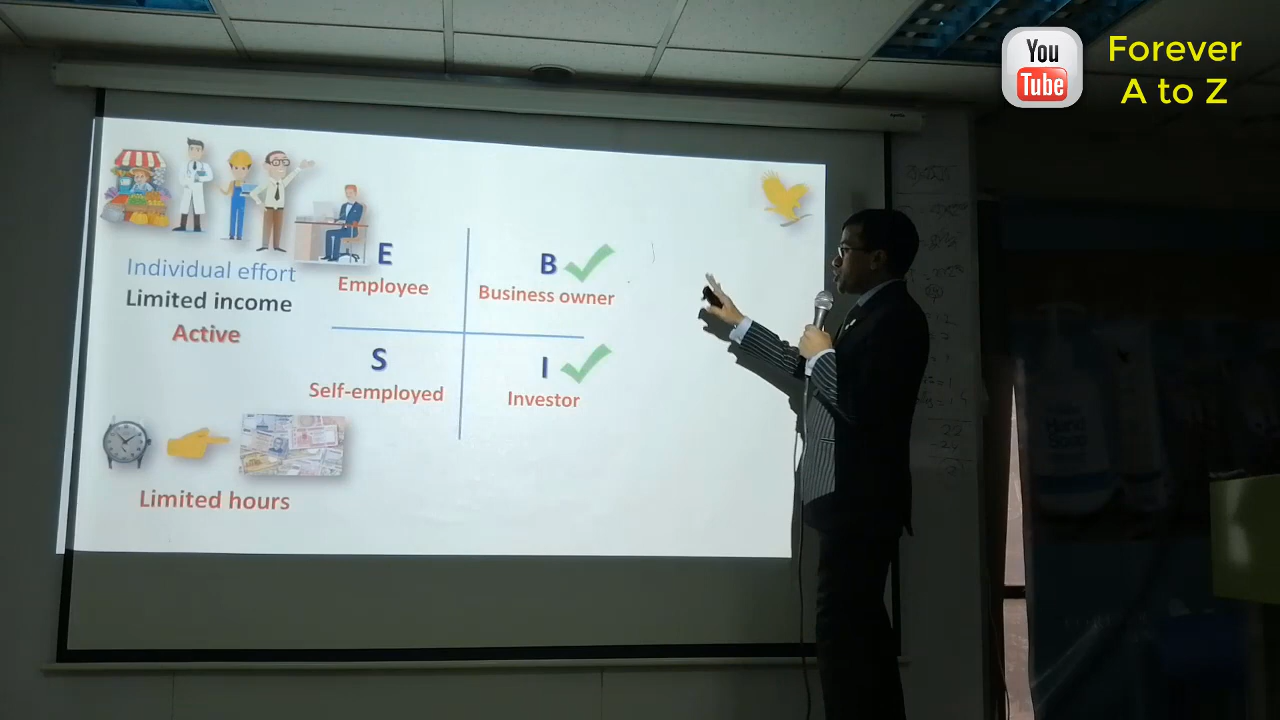 You
Tube
Forever
A to Z
E
Employee
B
Business owner
Individual effort
Limited income
Active
S
Self-employed
I
Investor
Limited hours